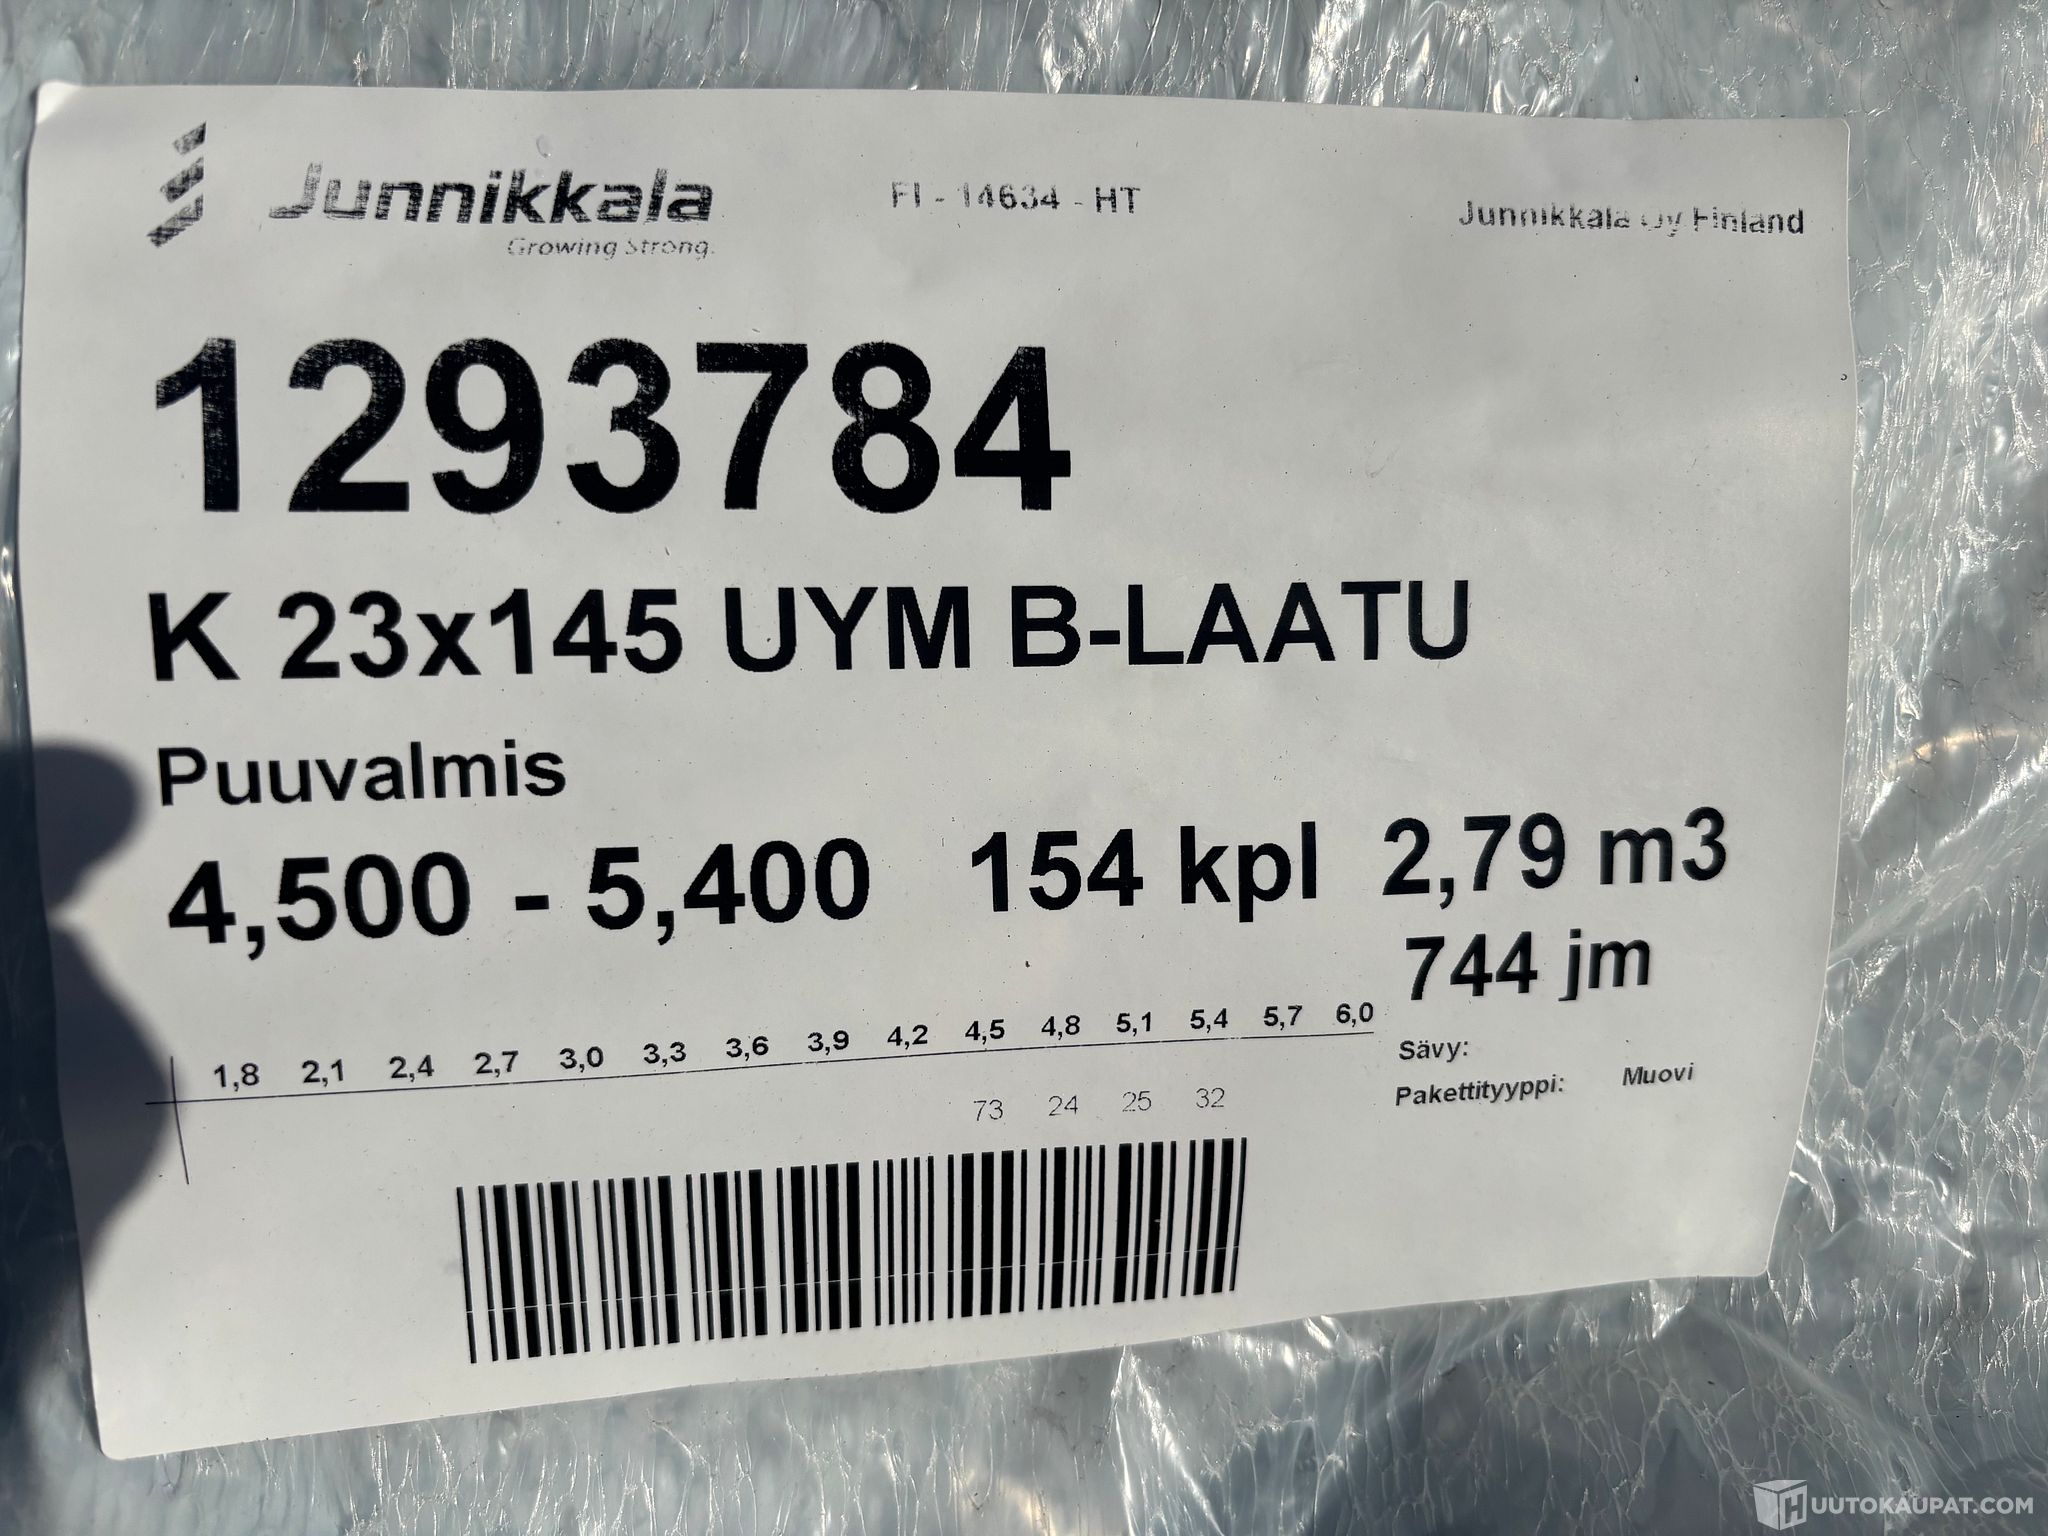 Junnikkala
Growing Strong.
FI - 14634 - HT
Junnikkala Oy Finland
1293784
K 23x145 UYM B-LAATU
Puuvalmis
4,500 - 5,400 154 kpl 2,79 m3
744 jm
1,8 2,1 2,4 2,7 3,0 3,3 3,6 3,9 4,2 4,5 4,8 5,1 5,4 5,7 6,0
73 24 25 32
Sävy:
Pakettityyppi: Muovi
HUUTOKAUPAT.COM